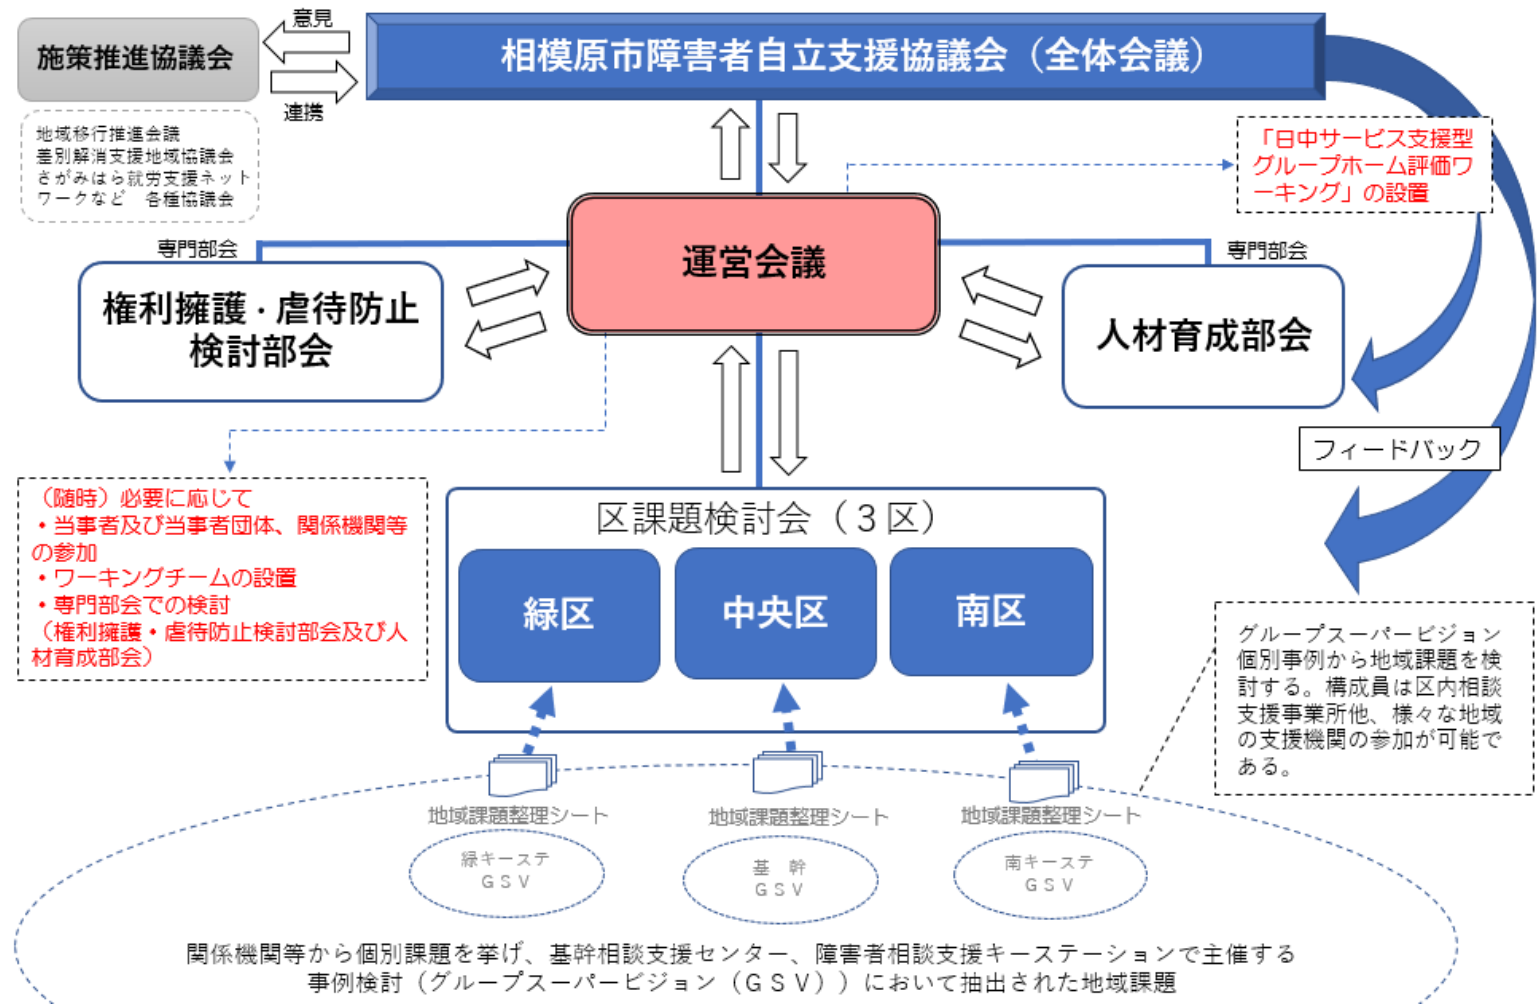 意見
施策推進協議会
相模原市障害者自立支援協議会（全体会議）
連携
地域移行推進会議
差別解消支援地域協議会
さがみはら就労支援ネット
ワークなど　各種協議会
「日中サービス支援型
グループホーム評価ワ
ーキング」の設置
専門部会
権利擁護・虐待防止
検討部会
運営会議
専門部会
人材育成部会
フィードバック
（随時）必要に応じて
・当事者及び当事者団体、関係機関等
の参加
・ワーキングチームの設置
・専門部会での検討
（権利擁護・虐待防止検討部会及び人
材育成部会）
区課題検討会（３区）
緑区
中央区
南区
グループスーパービジョン
個別事例から地域課題を検
討する。構成員は区内相談
支援事業所他、様々な地域
の支援機関の参加が可能で
ある。
地域課題整理シート
地域課題整理シート
地域課題整理シート
緑キーステ
ＧＳＶ
基　幹
ＧＳＶ
南キーステ
ＧＳＶ
関係機関等から個別課題を挙げ、基幹相談支援センター、障害者相談支援キーステーションで主催する
事例検討（グループスーパービジョン（ＧＳＶ））において抽出された地域課題